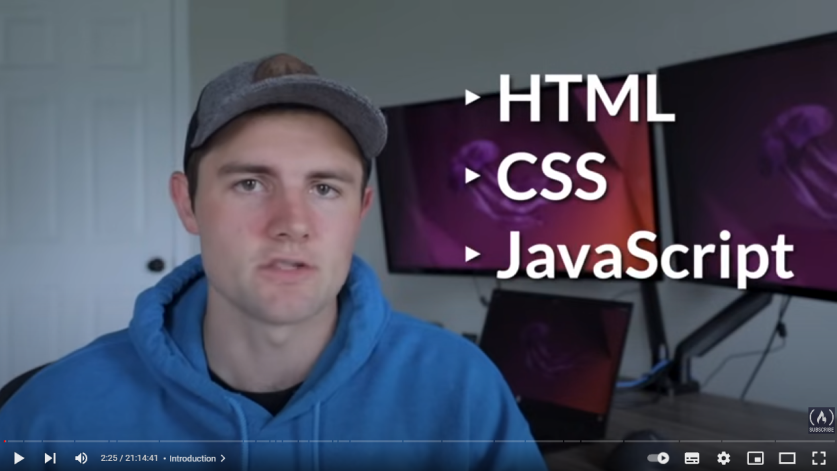 HTML
CSS
JavaScript
SUBSCRIBE
2:25 / 21:14:41 • Introduction